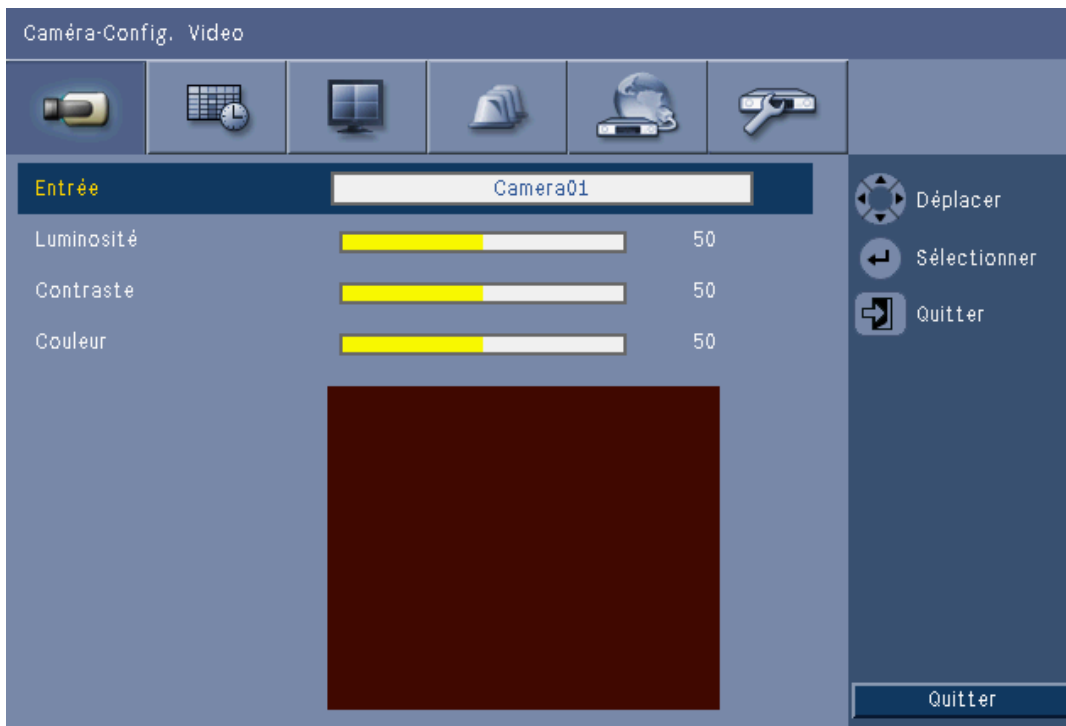 Caméra-Config. Video
Entrée Camera01
Luminosité 50
Contraste 50
Couleur 50
Déplacer
Sélectionner
Quitter
Quitter